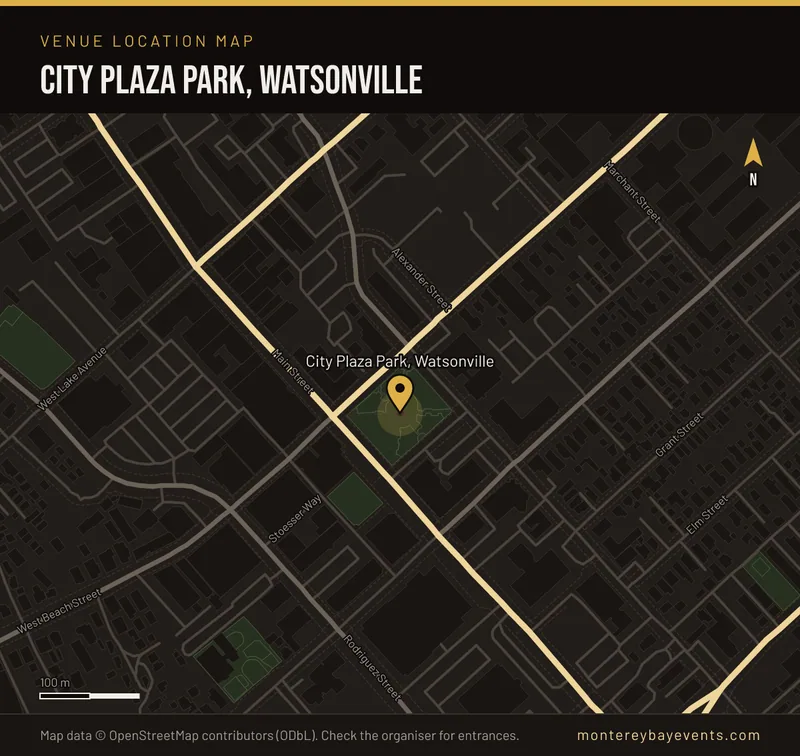 VENUE LOCATION MAP
CITY PLAZA PARK, WATSONVILLE
N
Marchant Street
Alexander Street
City Plaza Park, Watsonville
Main Street
West Lake Avenue
Grant Street
Elm Street
Stoesser Way
West Beach Street
Rodriguez Street
100 m
Map data © OpenStreetMap contributors (ODbL). Check the organiser for entrances.
montereybayevents.com